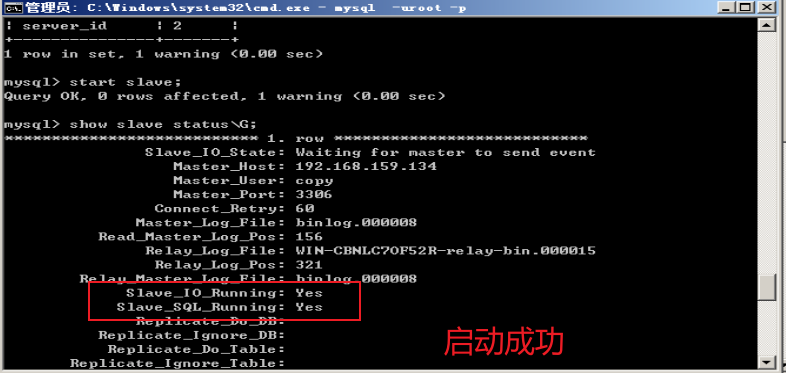 管理员: C:\Windows\system32\cmd.exe - mysql  -uroot -p
| server_id     | 2     |
+---------------+-------+
1 row in set, 1 warning (0.00 sec)
mysql> start slave;
Query OK, 0 rows affected, 1 warning (0.00 sec)
mysql> show slave status\G;
*************************** 1. row ***************************
Slave_IO_State: Waiting for master to send event
Master_Host: 192.168.159.134
Master_User: copy
Master_Port: 3306
Connect_Retry: 60
Master_Log_File: binlog.000008
Read_Master_Log_Pos: 156
Relay_Log_File: WIN-CBNLC7OF52R-relay-bin.000015
Relay_Log_Pos: 321
Relay_Master_Log_File: binlog.000008
Slave_IO_Running: Yes
Slave_SQL_Running: Yes
Replicate_Do_DB:
Replicate_Ignore_DB:
Replicate_Do_Table:
Replicate_Ignore_Table:
启动成功